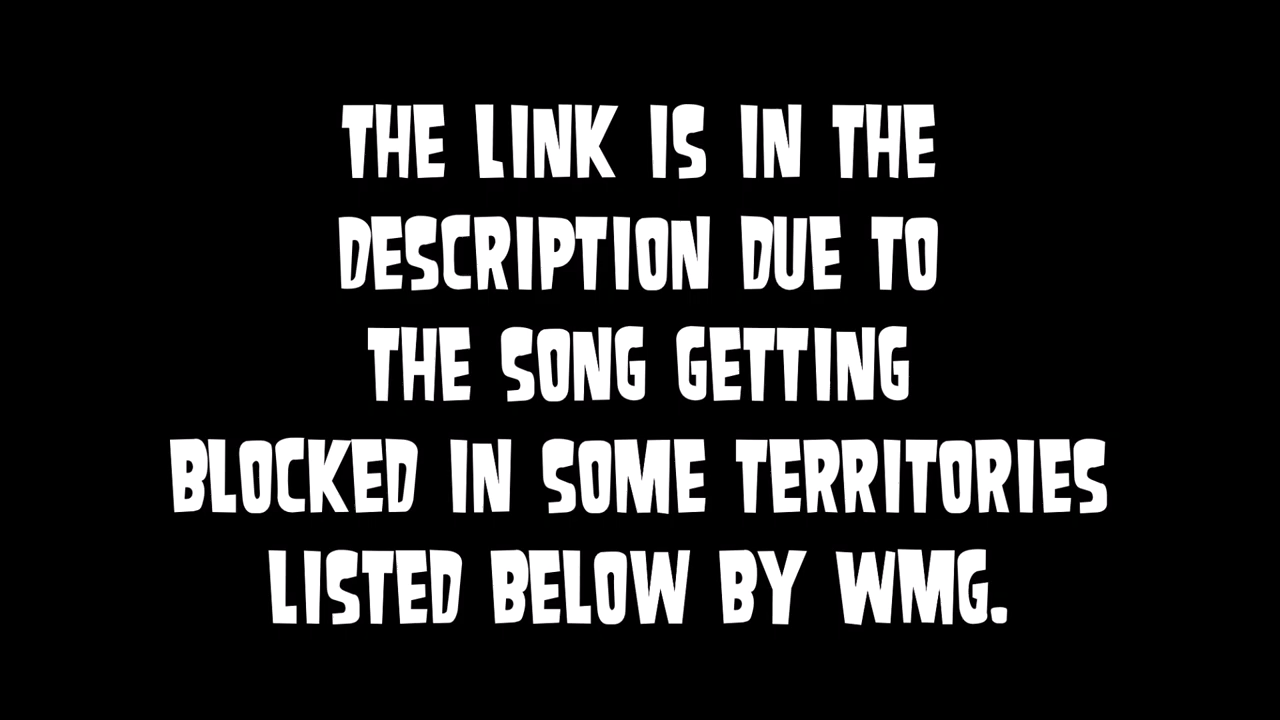 THE LINK IS IN THE
DESCRIPTION DUE TO
THE SONG GETTING
BLOCKED IN SOME TERRITORIES
LISTED BELOW BY WMG.